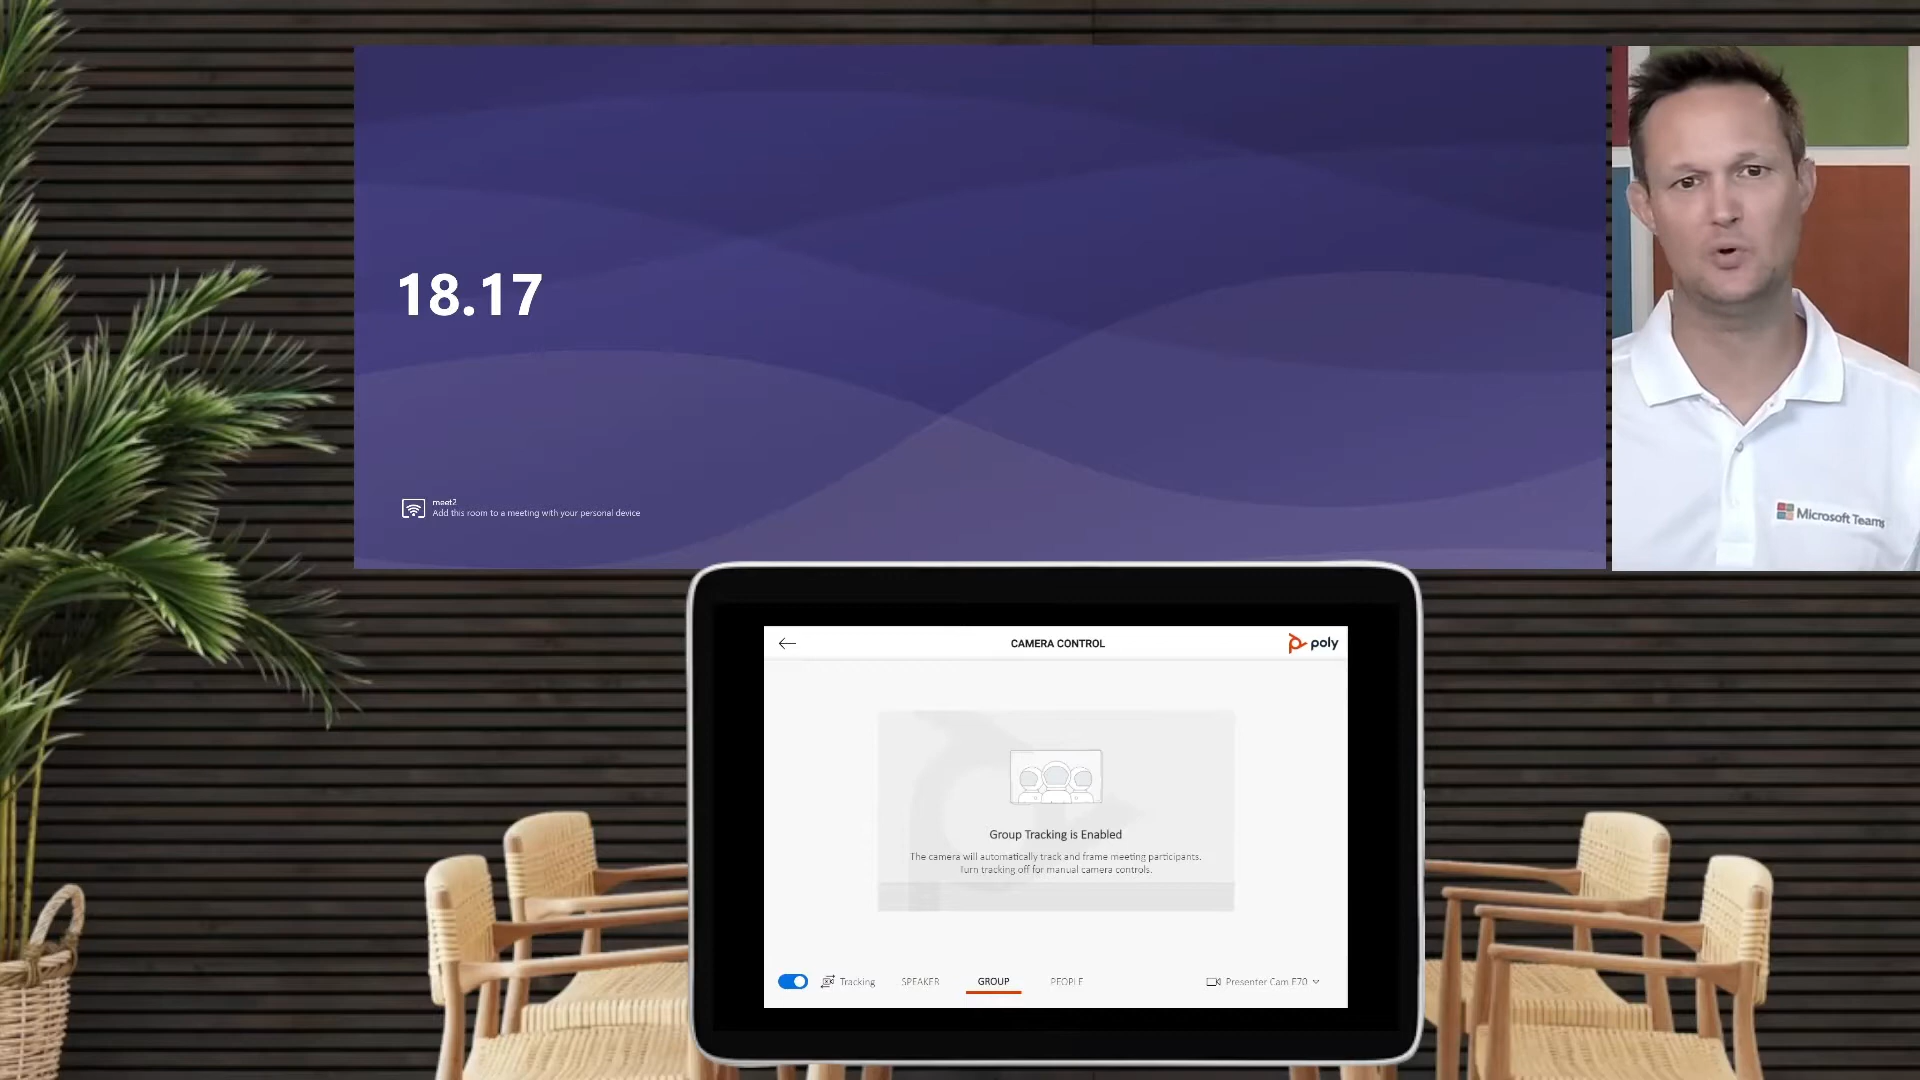 18.17
meet2
Add this room to a meeting with your personal device
Microsoft Teams
CAMERA CONTROL
poly
Group Tracking is Enabled
The camera will automatically track and frame meeting participants.
Turn tracking off for manual camera controls.
Tracking
SPEAKER
GROUP
PEOPLE
Presenter Cam E70